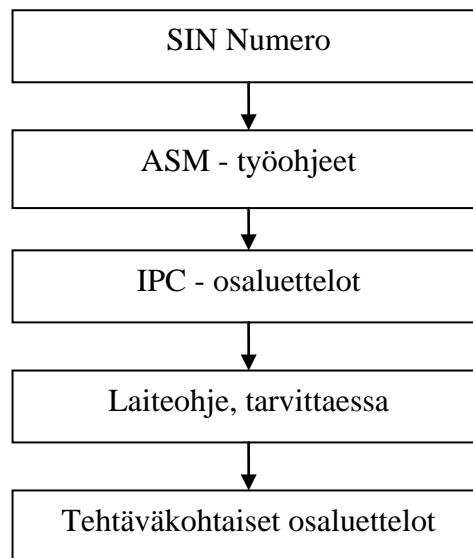 SIN Numero
ASM - työohjeet
IPC - osaluettelot
Laiteohje, tarvittaessa
Tehtäväkohtaiset osaluettelot